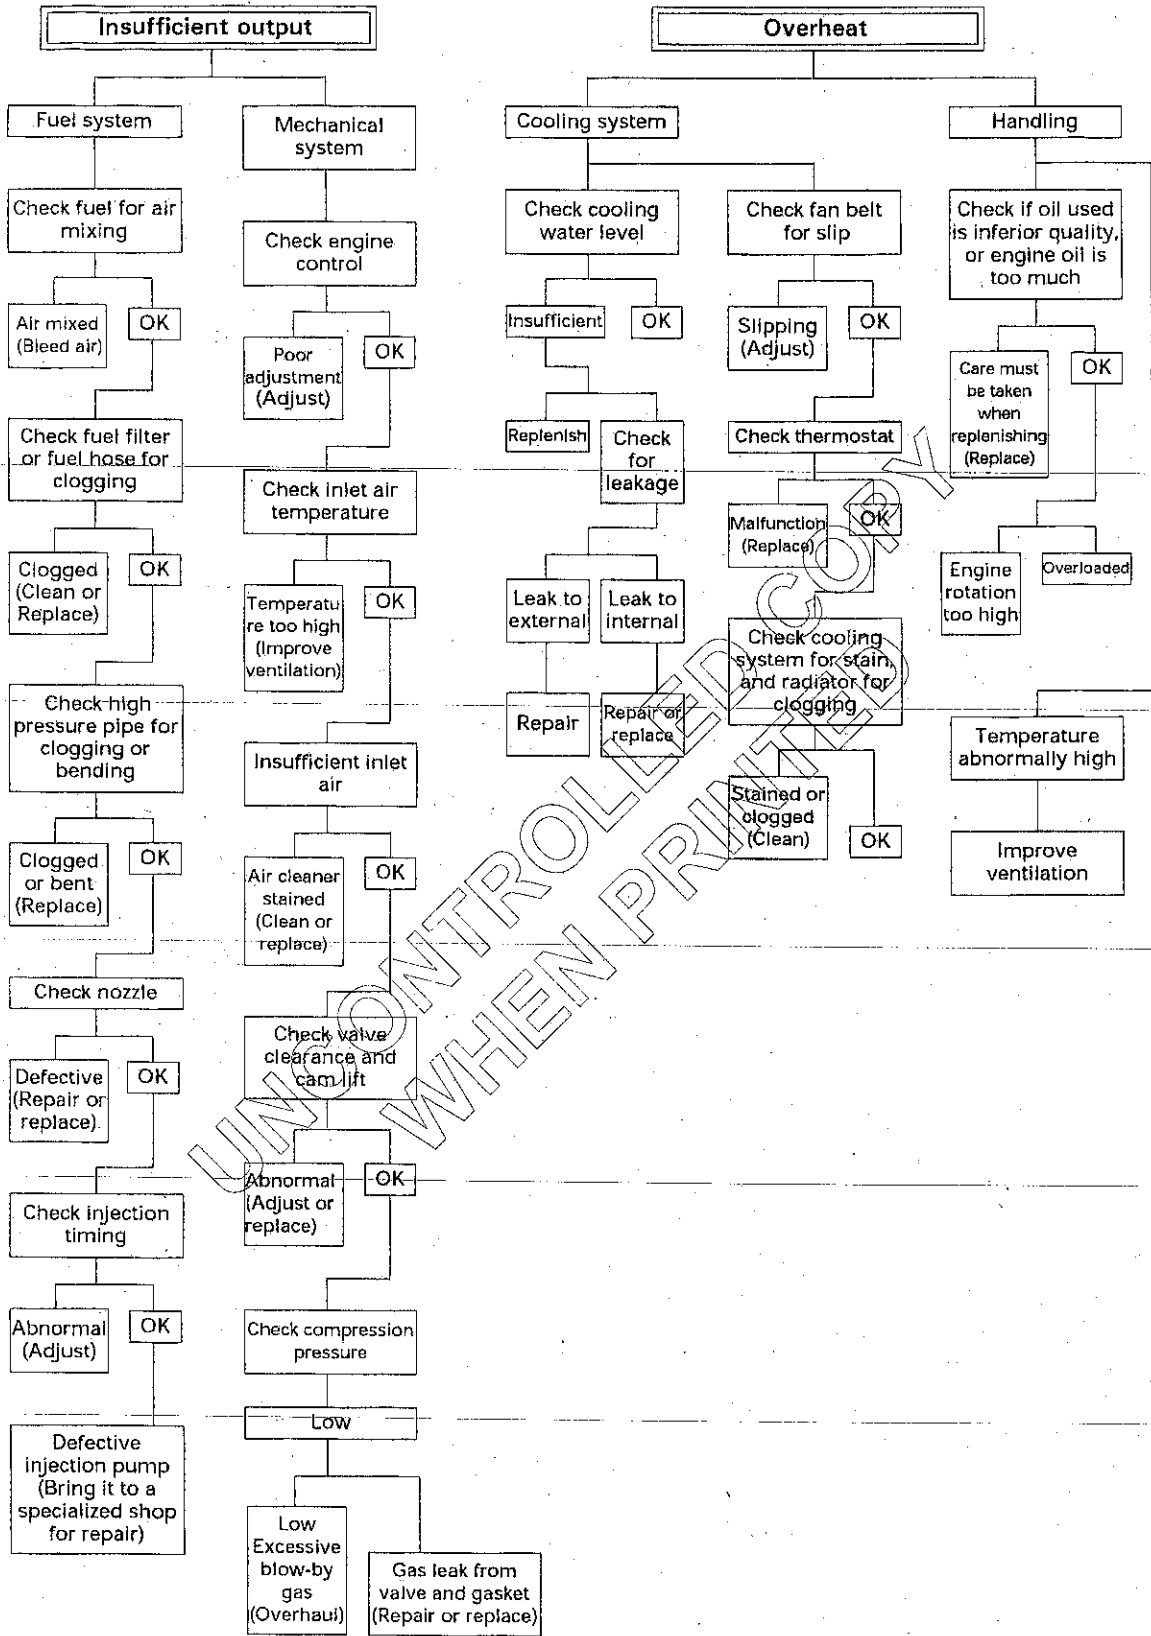 Insufficient output
Fuel system
Check fuel for air
mixing
Air mixed
(Bleed air)
OK
Check fuel filter
or fuel hose for
clogging
Clogged
(Clean or
Replace)
OK
Check high
pressure pipe for
clogging or
bending
Clogged
or bent
(Replace)
OK
Check nozzle
Defective
(Repair or
replace)
OK
Check injection
timing
Abnormal
(Adjust)
OK
Defective
injection pump
(Bring it to a
specialized shop
for repair)
Mechanical
system
Check engine
control
Poor
adjustment
(Adjust)
OK
Check inlet air
temperature
Temperatu
re too high
(Improve
ventilation)
OK
Insufficient inlet
air
Air cleaner
stained
(Clean or
replace)
OK
Check valve
clearance and
cam lift
Abnormal
(Adjust or
replace)
OK
Check compression
pressure
Low
Low
Excessive
blow-by
gas
(Overhaul)
Gas leak from
valve and gasket
(Repair or replace)
Overheat
Cooling system
Check cooling
water level
Insufficient
OK
Replenish
Check
for
leakage
Leak to
external
Leak to
internal
Repair
Repair or
replace
Check fan belt
for slip
Slipping
(Adjust)
OK
Check thermostat
Malfunction
(Replace)
OK
Check cooling
system for stain,
and radiator for
clogging
Stained or
clogged
(Clean)
OK
Handling
Check if oil used
is inferior quality,
or engine oil is
too much
Care must
be taken
when
replenishing
(Replace)
OK
Engine
rotation
too high
Overloaded
Temperature
abnormally high
Improve
ventilation
UNCONTROLLED COPY
WHEN PRINTED